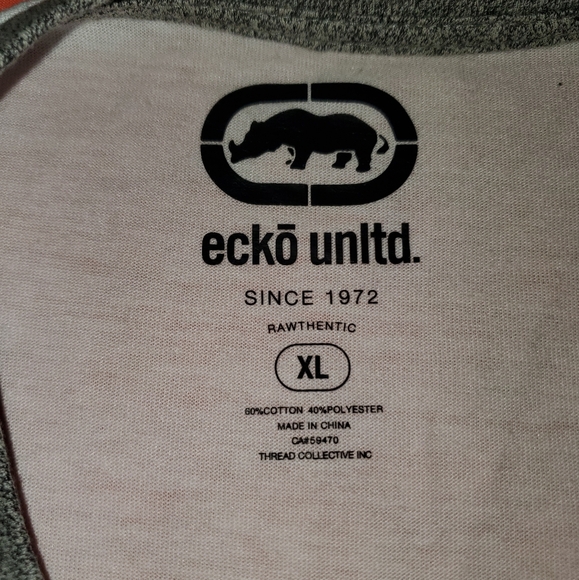 eckō unltd.
SINCE 1972
RAWTHENTIC
XL
60%COTTON 40%POLYESTER
MADE IN CHINA
CA#59470
THREAD COLLECTIVE INC